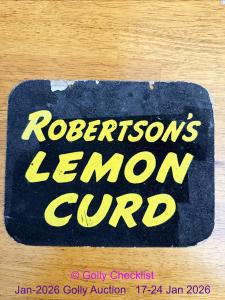 ROBERTSON'S
LEMON
CURD
© Golly Checklist
Jan-2026 Golly Auction 17-24 Jan 2026